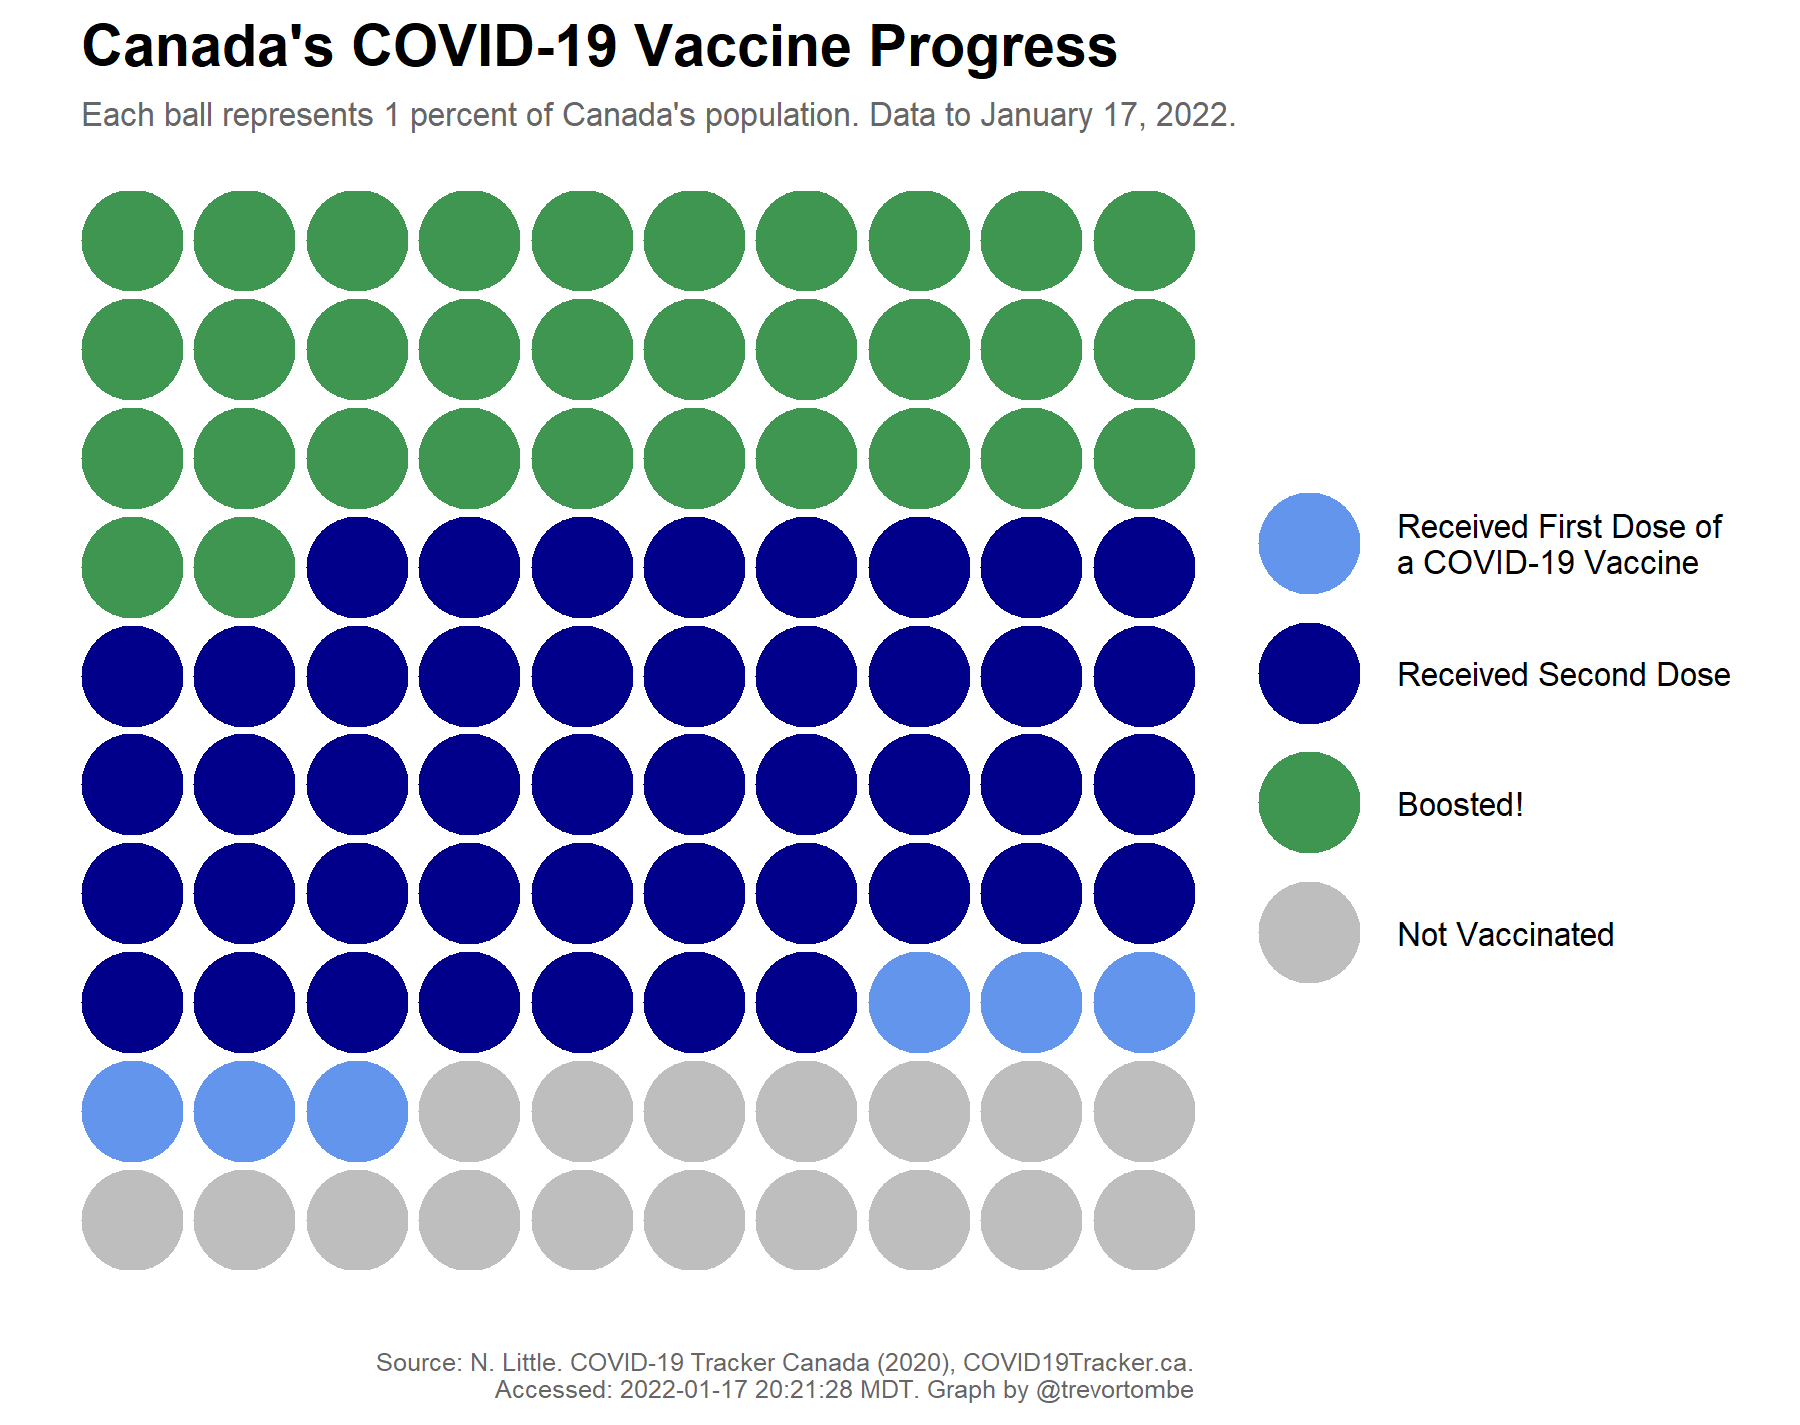 Canada's COVID-19 Vaccine Progress
Each ball represents 1 percent of Canada's population. Data to January 17, 2022.
Received First Dose of
a COVID-19 Vaccine
Received Second Dose
Boosted!
Not Vaccinated
Source: N. Little. COVID-19 Tracker Canada (2020), COVID19Tracker.ca.
Accessed: 2022-01-17 20:21:28 MDT. Graph by @trevortombe